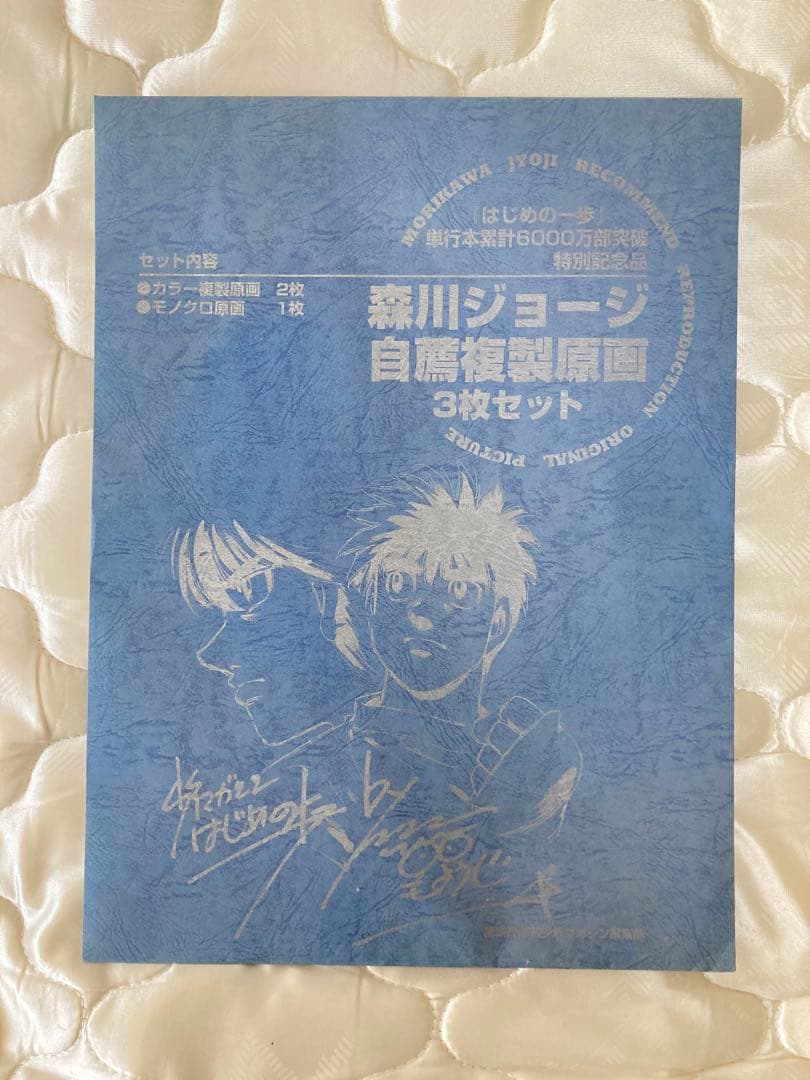 MORIKAWA JYOJI RECOMMEND REPRODUCTION ORIGINAL PICTURE
「はじめの一歩」
単行本累計6000万部突破
特別記念品
森川ジョージ
自薦複製原画
3枚セット
セット内容
カラー複製原画 2枚
モノクロ原画 1枚
はじめの一歩
by